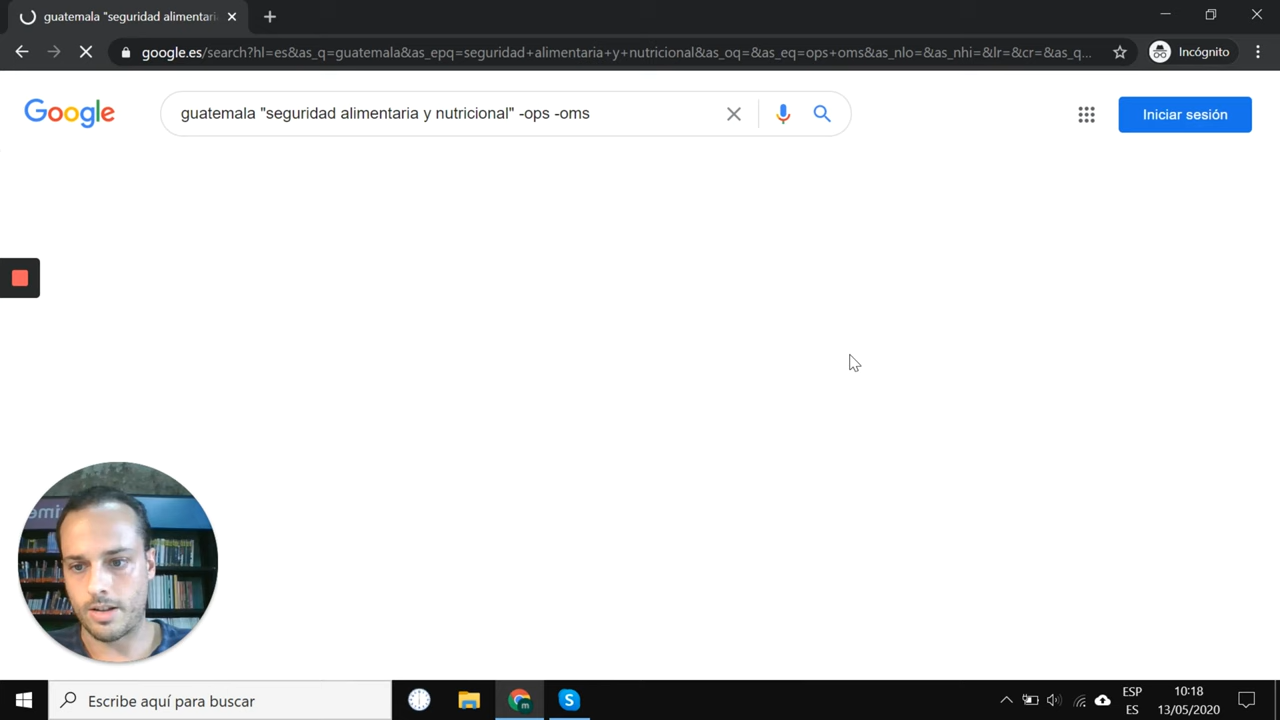 guatemala "seguridad alimentaria
google.es/search?hl=es&as_q=guatemala&as_epq=seguridad+alimentaria+y+nutricional&as_oq=&as_eq=ops+oms&as_nlo=&as_nhi=&lr=&cr=&as_q...
Incógnito
Google
guatemala "seguridad alimentaria y nutricional" -ops -oms
Iniciar sesión
Escribe aquí para buscar
ESP
ES
10:18
13/05/2020